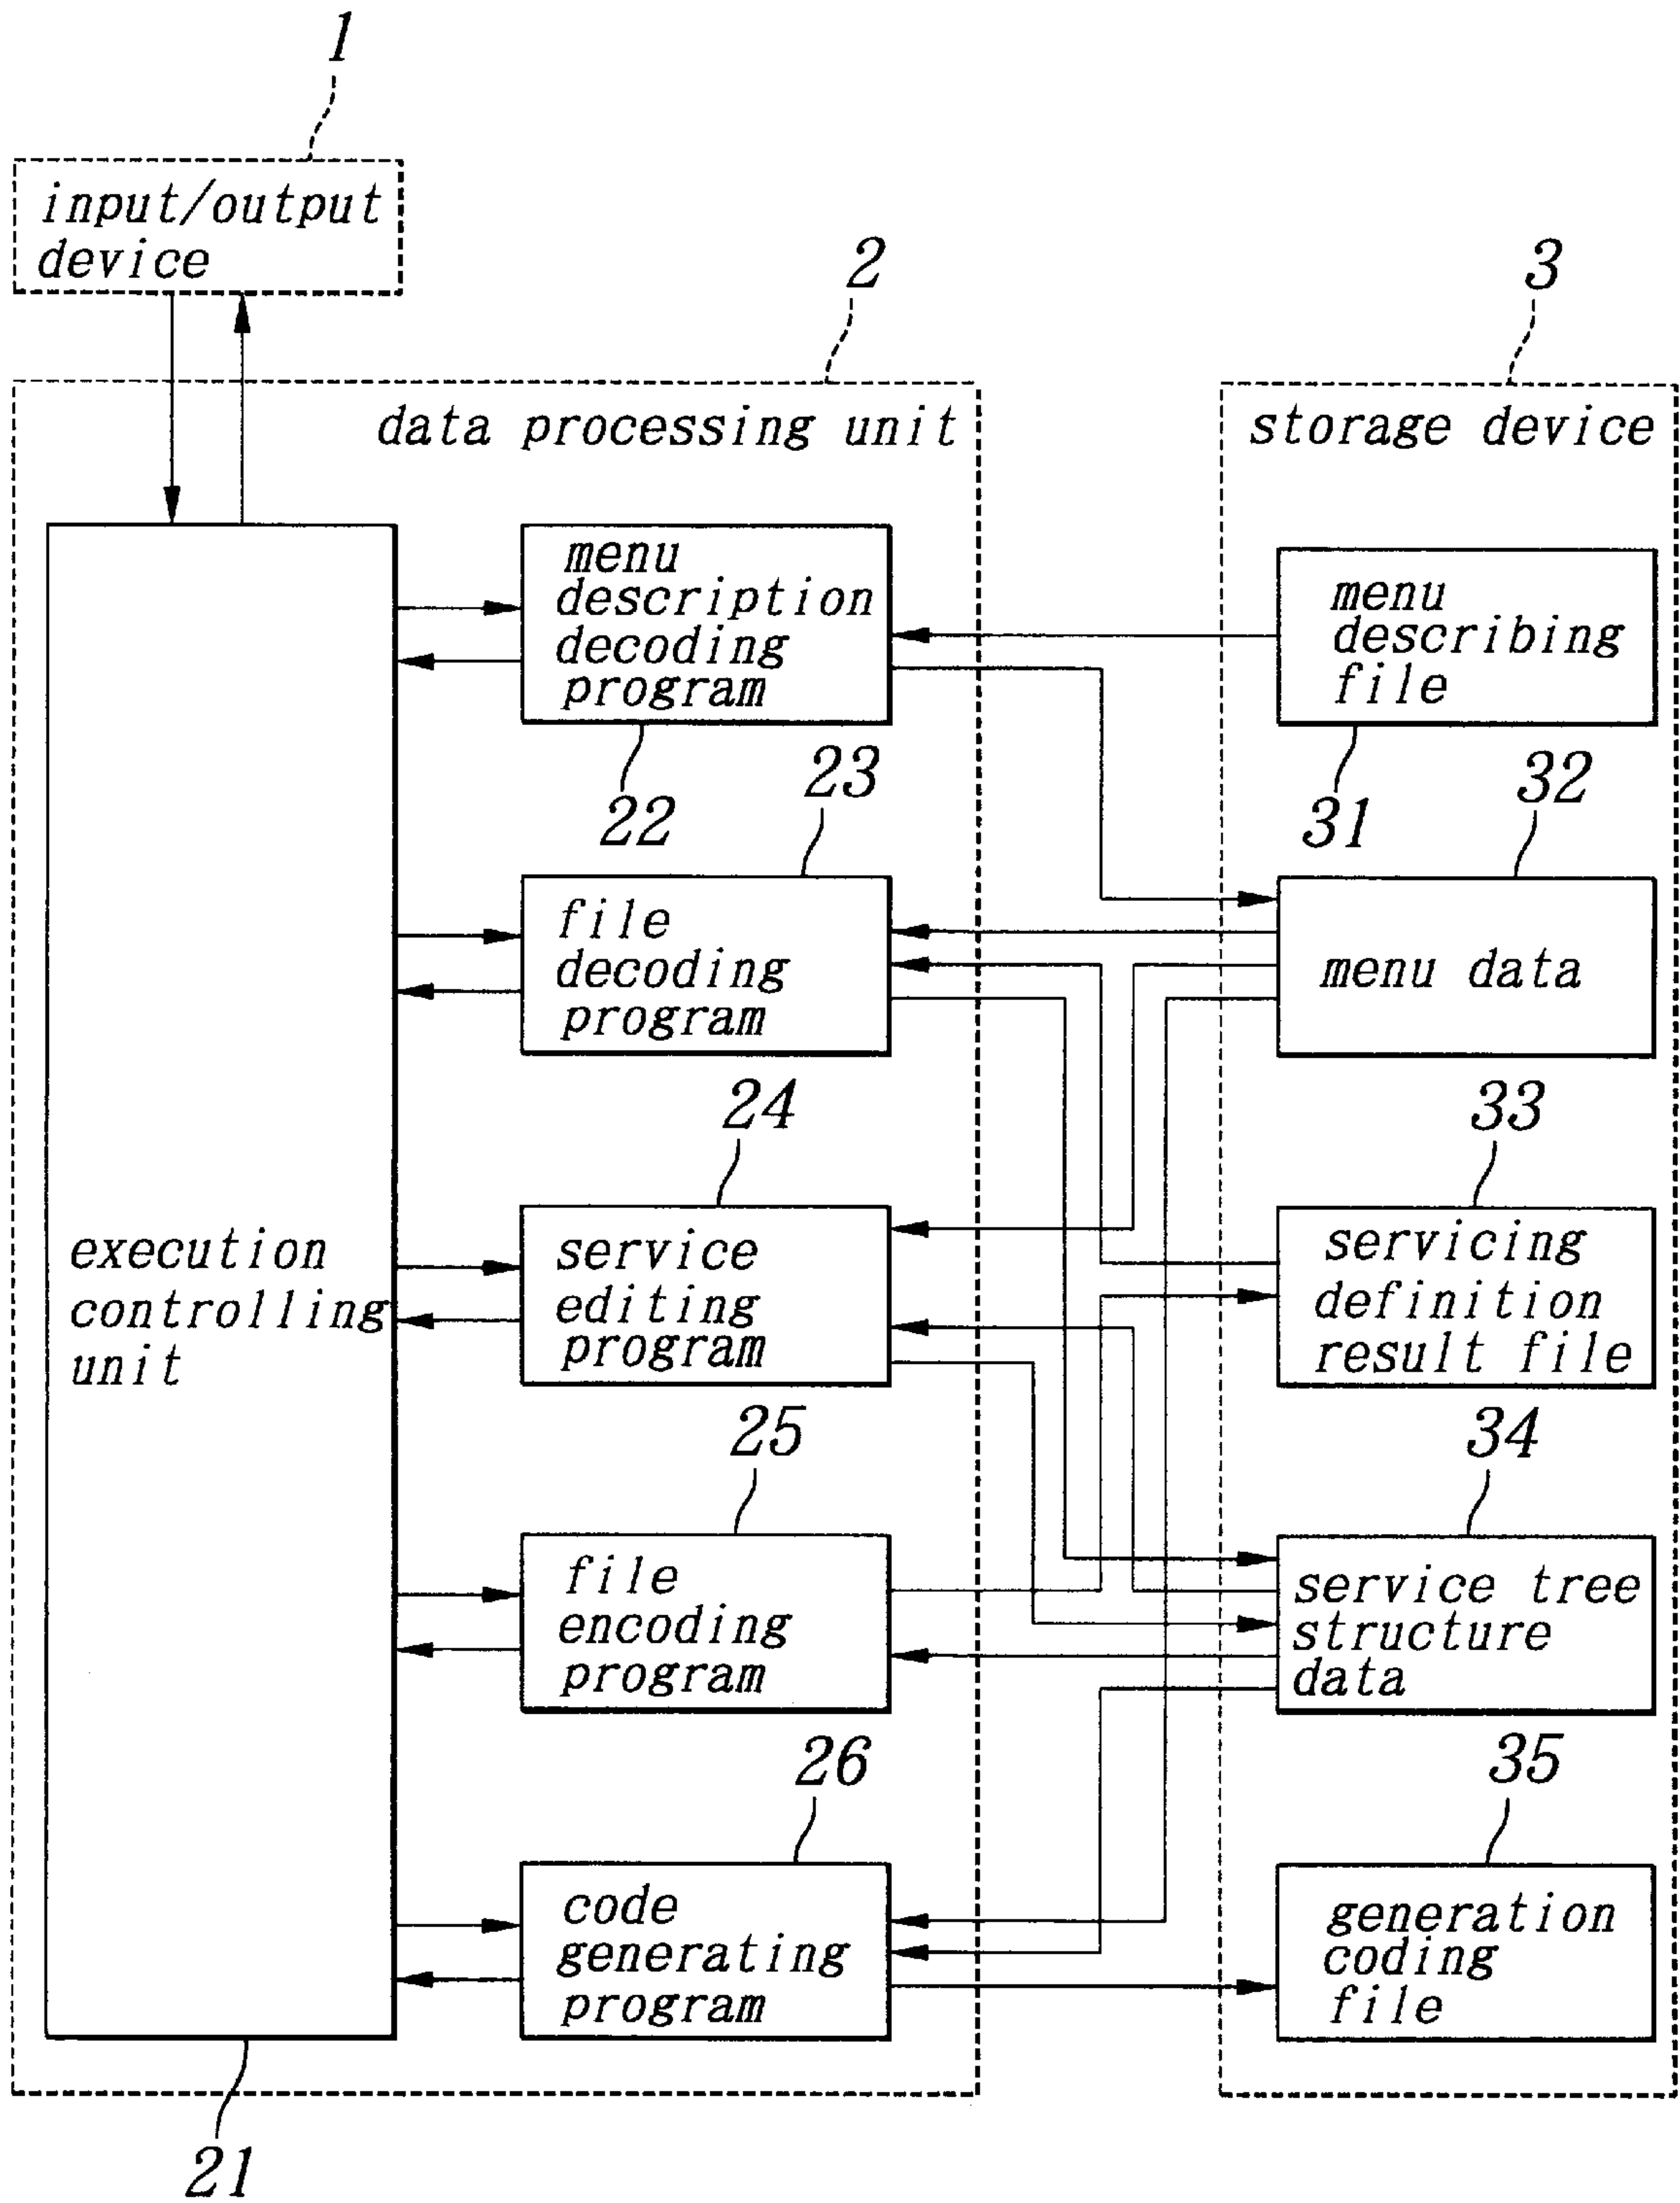 1
input/output
device
2
3
data processing unit
storage device
menu
description
decoding
program
22
menu
describing
file
31
23
file
decoding
program
32
menu data
24
service
editing
program
33
servicing
definition
result file
execution
controlling
unit
25
file
encoding
program
34
service tree
structure
data
26
code
generating
program
35
generation
coding
file
21